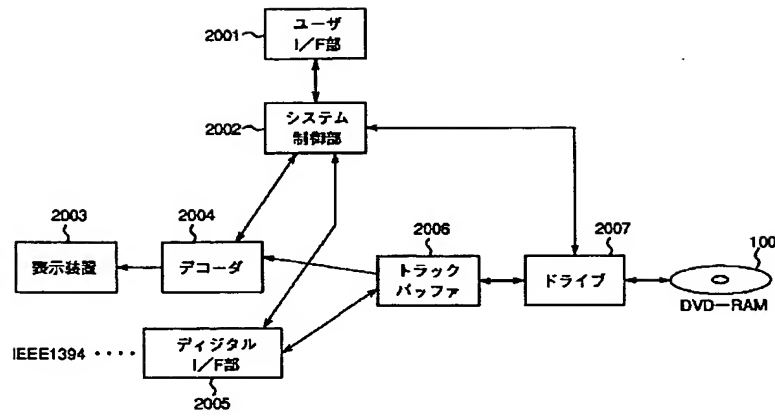 2001
ユーザ
I/F部
2002
システム
制御部
2003
表示装置
2004
デコーダ
2006
トラック
バッファ
2007
ドライブ
100
DVD-RAM
IEEE1394 ・・・・
ディジタル
I/F部
2005